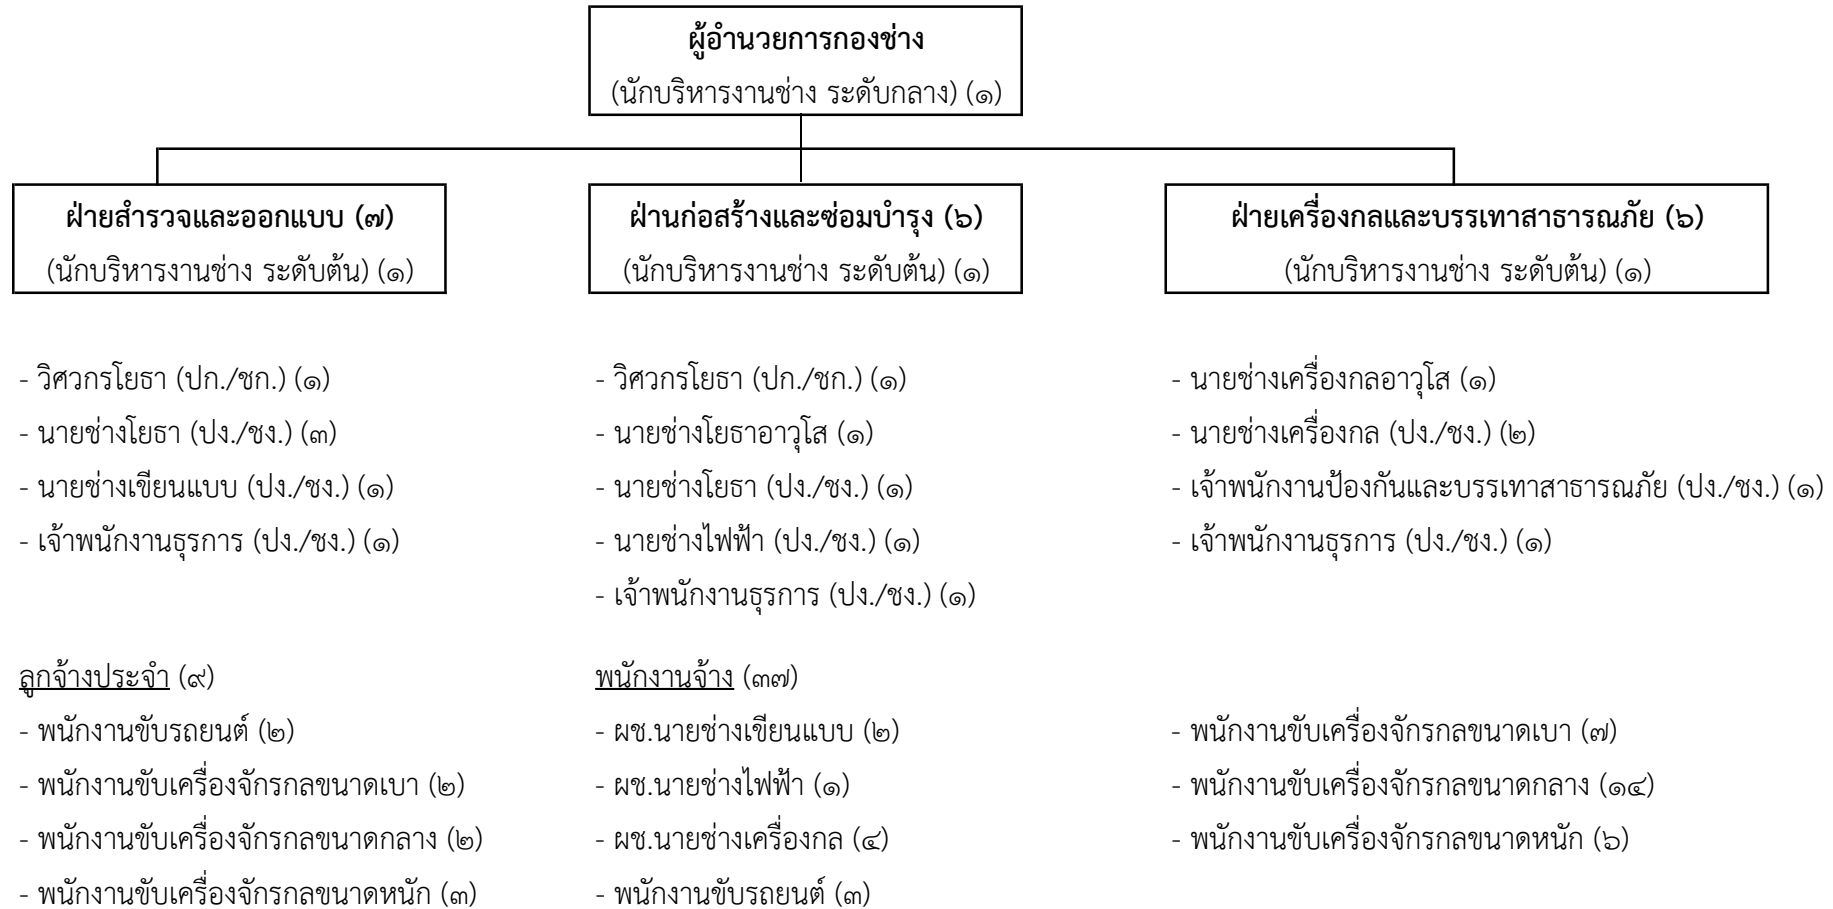 ผู้อำนวยการกองช่าง
(นักบริหารงานช่าง ระดับกลาง) (๑)
ฝ่ายสำรวจและออกแบบ (๗)
(นักบริหารงานช่าง ระดับต้น) (๑)
ฝ่านก่อสร้างและซ่อมบำรุง (๖)
(นักบริหารงานช่าง ระดับต้น) (๑)
ฝ่ายเครื่องกลและบรรเทาสาธารณภัย (๖)
(นักบริหารงานช่าง ระดับต้น) (๑)
- วิศวกรโยธา (ปก./ชก.) (๑)
- นายช่างโยธา (ปง./ชง.) (๓)
- นายช่างเขียนแบบ (ปง./ชง.) (๑)
- เจ้าพนักงานธุรการ (ปง./ชง.) (๑)
- วิศวกรโยธา (ปก./ชก.) (๑)
- นายช่างโยธาอาวุโส (๑)
- นายช่างโยธา (ปง./ชง.) (๑)
- นายช่างไฟฟ้า (ปง./ชง.) (๑)
- เจ้าพนักงานธุรการ (ปง./ชง.) (๑)
- นายช่างเครื่องกลอาวุโส (๑)
- นายช่างเครื่องกล (ปง./ชง.) (๒)
- เจ้าพนักงานป้องกันและบรรเทาสาธารณภัย (ปง./ชง.) (๑)
- เจ้าพนักงานธุรการ (ปง./ชง.) (๑)
ลูกจ้างประจำ (๙)
- พนักงานขับรถยนต์ (๒)
- พนักงานขับเครื่องจักรกลขนาดเบา (๒)
- พนักงานขับเครื่องจักรกลขนาดกลาง (๒)
- พนักงานขับเครื่องจักรกลขนาดหนัก (๓)
พนักงานจ้าง (๓๗)
- ผช.นายช่างเขียนแบบ (๒)
- ผช.นายช่างไฟฟ้า (๑)
- ผช.นายช่างเครื่องกล (๔)
- พนักงานขับรถยนต์ (๓)
- พนักงานขับเครื่องจักรกลขนาดเบา (๗)
- พนักงานขับเครื่องจักรกลขนาดกลาง (๑๔)
- พนักงานขับเครื่องจักรกลขนาดหนัก (๖)